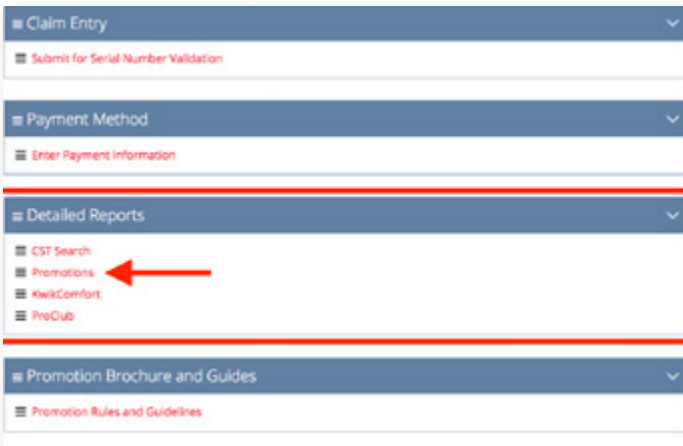 Claim Entry
Submit for Serial Number Validation
Payment Method
Enter Payment Information
Detailed Reports
CST Search
Promotions
KwikComfort
ProClub
Promotion Brochure and Guides
Promotion Rules and Guidelines